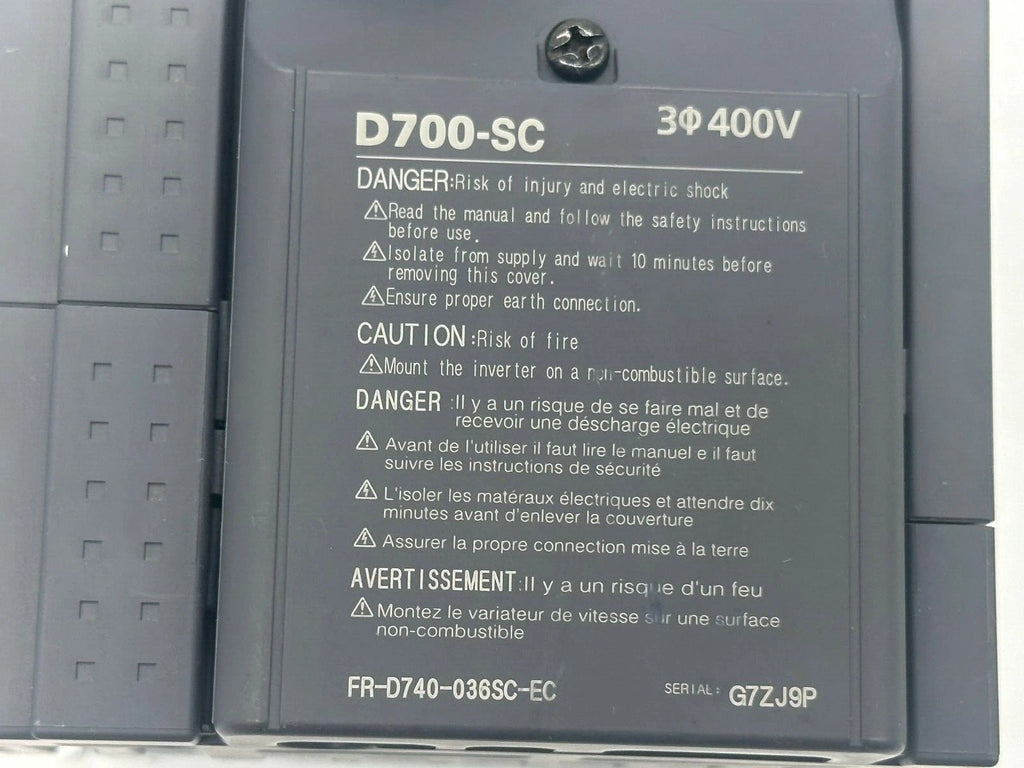 D700-SC
3Φ400V
DANGER:Risk of injury and electric shock
Read the manual and follow the safety instructions
before use.
Isolate from supply and wait 10 minutes before
removing this cover.
Ensure proper earth connection.
CAUTION:Risk of fire
Mount the inverter on a non-combustible surface.
DANGER :Il y a un risque de se faire mal et de
recevoir une déscharge électrique
Avant de l'utiliser il faut lire le manuel e il faut
suivre les instructions de sécurité
L'isoler les matéraux électriques et attendre dix
minutes avant d'enlever la couverture
Assurer la propre connection mise à la terre
AVERTISSEMENT:Il y a un risque d'un feu
Montez le variateur de vitesse sur une surface
non-combustible
FR-D740-036SC-EC
SERIAL: G7ZJ9P